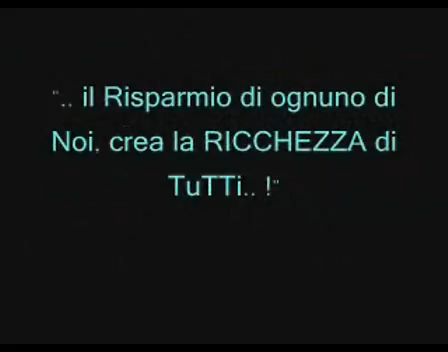 ".. il Risparmio di ognuno di
Noi, crea la RICCHEZZA di
TuTTi.. !"